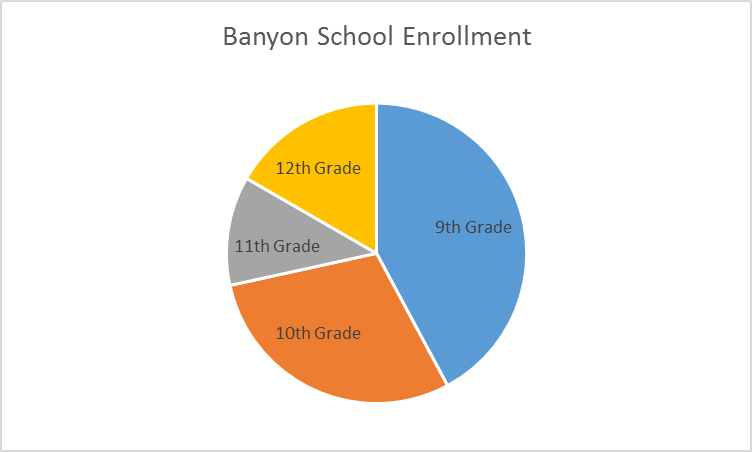 Banyon School Enrollment
12th Grade
9th Grade
11th Grade
10th Grade